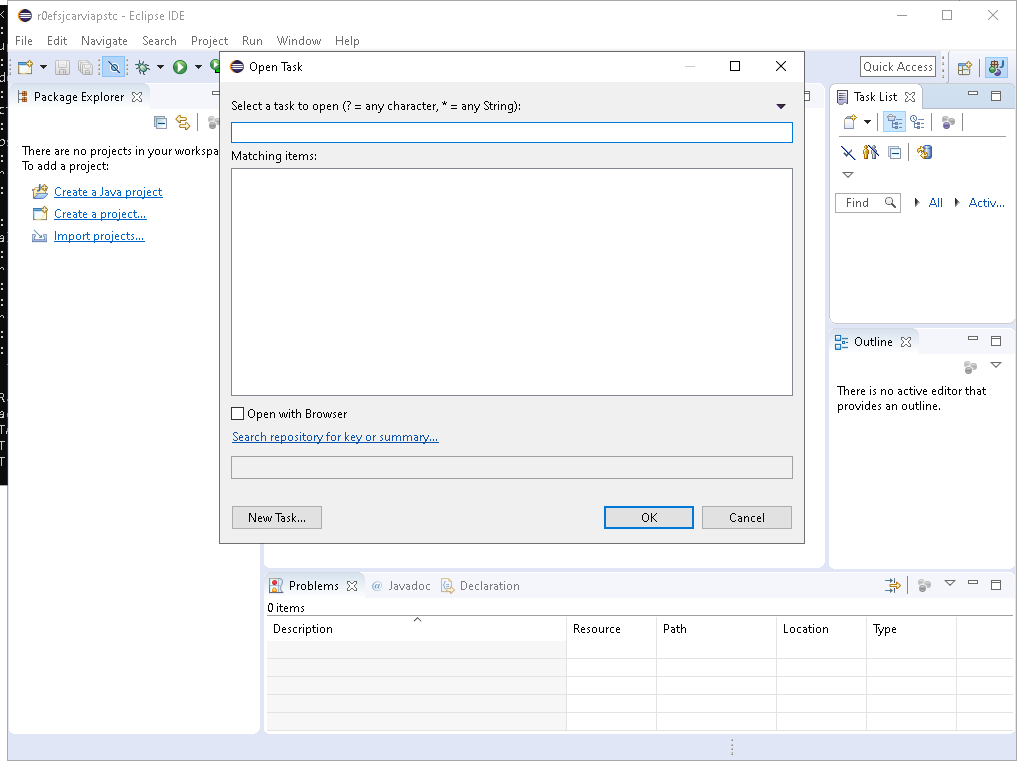 r0efsjcarviapstc - Eclipse IDE
File Edit Navigate Search Project Run Window Help
Open Task
Quick Access
Package Explorer
Select a task to open (? = any character, * = any String):
Task List
Matching items:
There are no projects in your
To add a project:
Create a Java project
Create a project...
Import projects...
Find
All
Activ...
Outline
There is no active editor that
provides an outline.
Open with Browser
Search repository for key or summary...
New Task...
OK
Cancel
Problems
@ Javadoc
Declaration
0 items
Description Resource Path Location Type